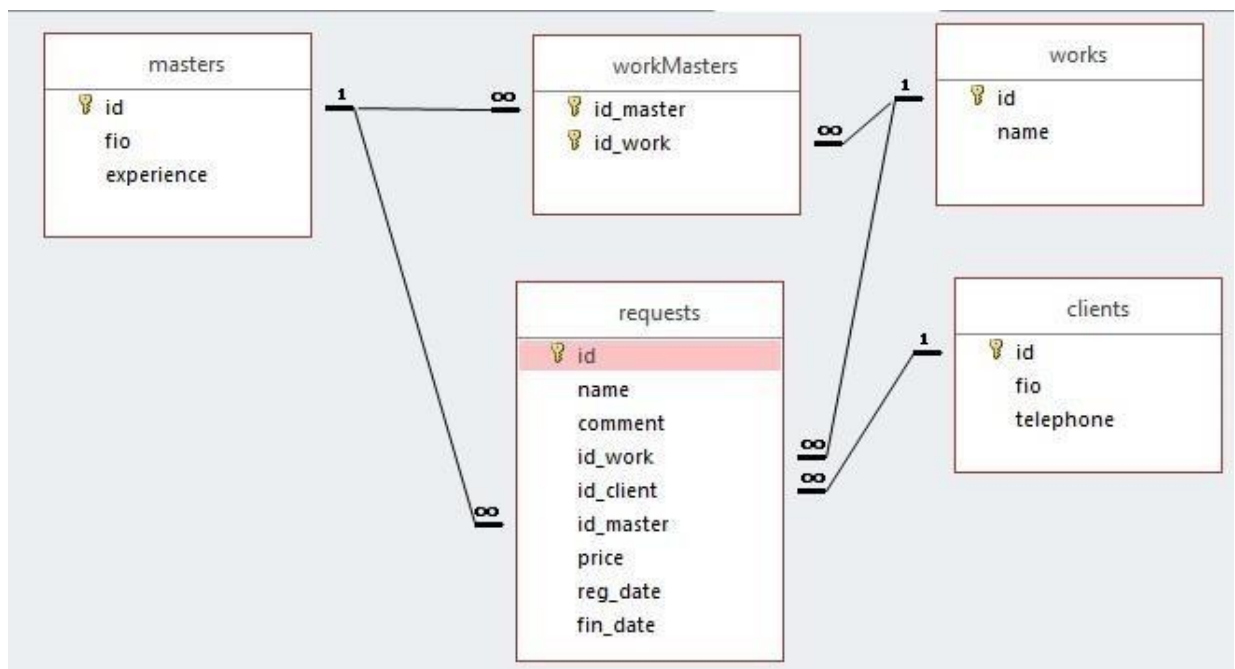 masters
id
fio
experience
workMasters
id_master
id_work
works
id
name
requests
id
name
comment
id_work
id_client
id_master
price
reg_date
fin_date
clients
id
fio
telephone
1
∞
1
∞
∞
1
∞
∞